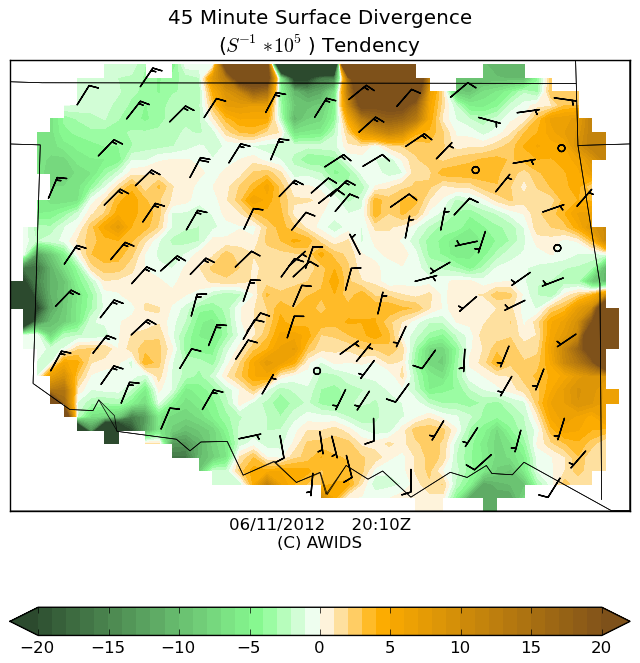 45 Minute Surface Divergence
(S⁻¹ *10⁵ ) Tendency
06/11/2012 20:10Z
(C) AWIDS
−20 −15 −10 −5 0 5 10 15 20